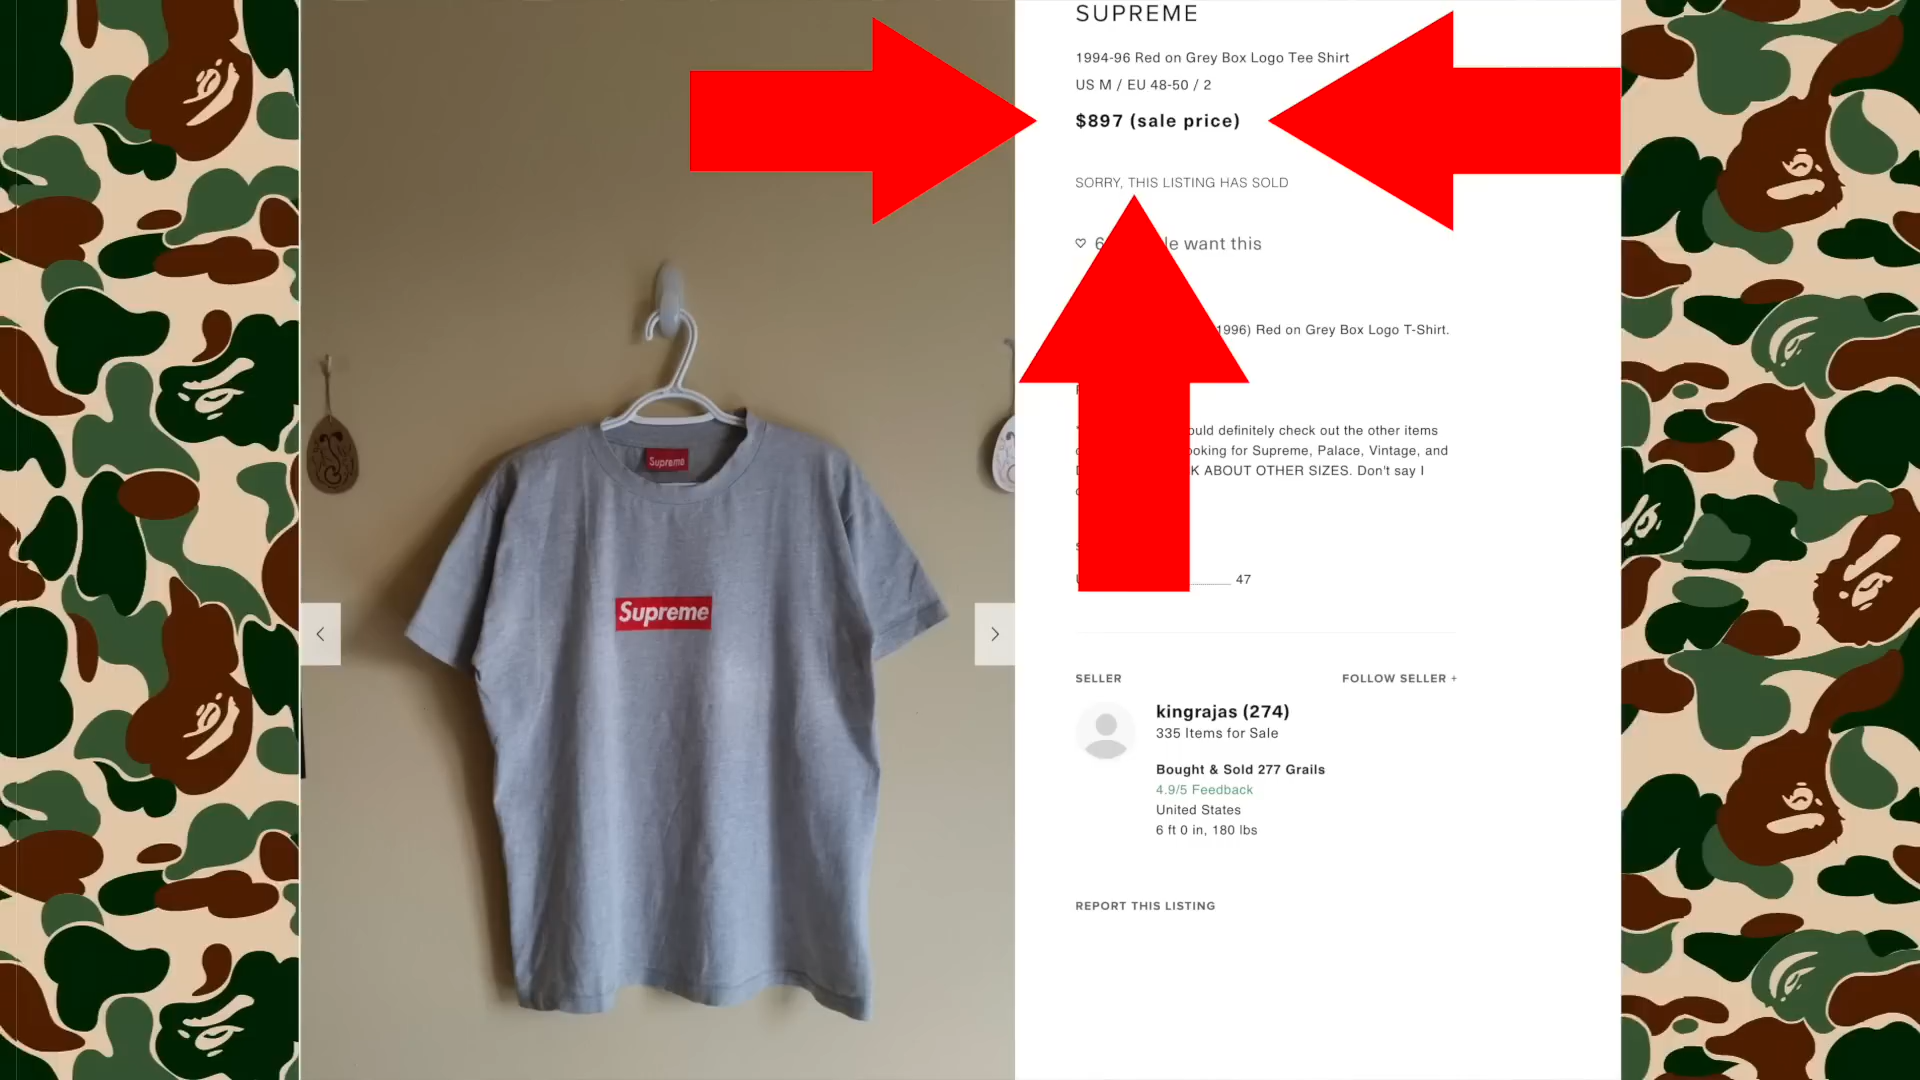 SUPREME
1994-96 Red on Grey Box Logo Tee Shirt
US M / EU 48-50 / 2
$897 (sale price)
SORRY, THIS LISTING HAS SOLD
want this
1996) Red on Grey Box Logo T-Shirt.
definitely check out the other items
for Supreme, Palace, Vintage, and
ABOUT OTHER SIZES. Don't say I
47
Supreme
Supreme
SELLER
FOLLOW SELLER +
kingrajas (274)
335 Items for Sale
Bought & Sold 277 Grails
4.9/5 Feedback
United States
6 ft 0 in, 180 lbs
REPORT THIS LISTING